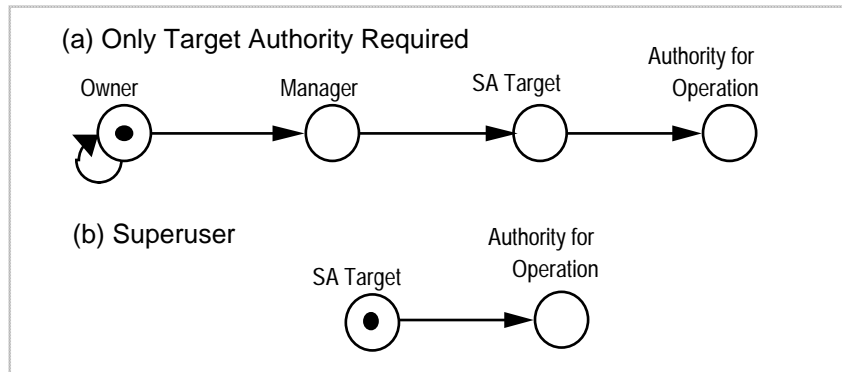 (a) Only Target Authority Required
Owner
Manager
SA Target
Authority for
Operation
(b) Superuser
SA Target
Authority for
Operation